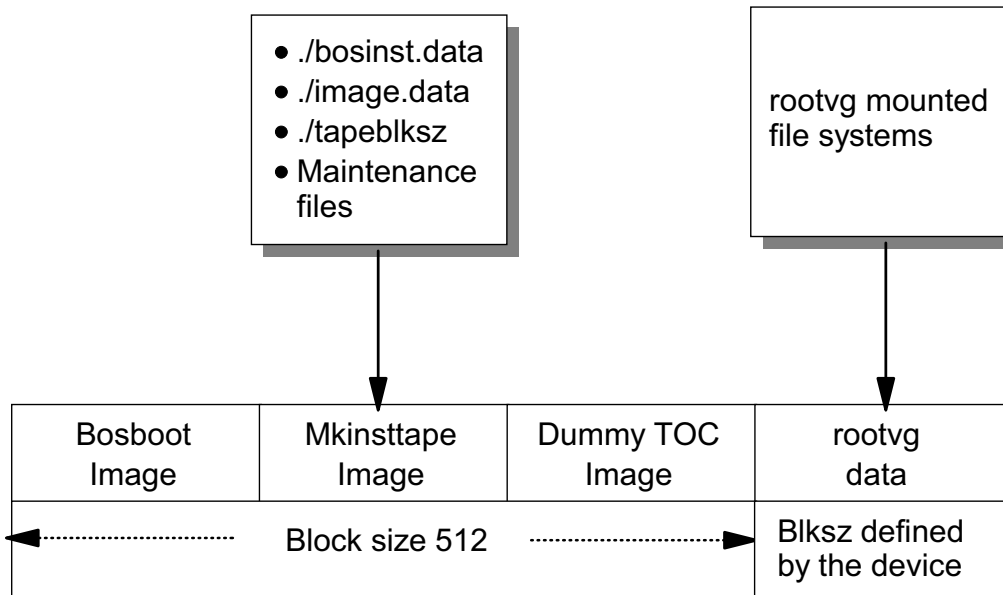 ● ./bosinst.data
● ./image.data
● ./tapeblksz
● Maintenance
files
rootvg mounted
file systems
Bosboot
Image
Mkinsttape
Image
Dummy TOC
Image
rootvg
data
Block size 512
Blksz defined
by the device